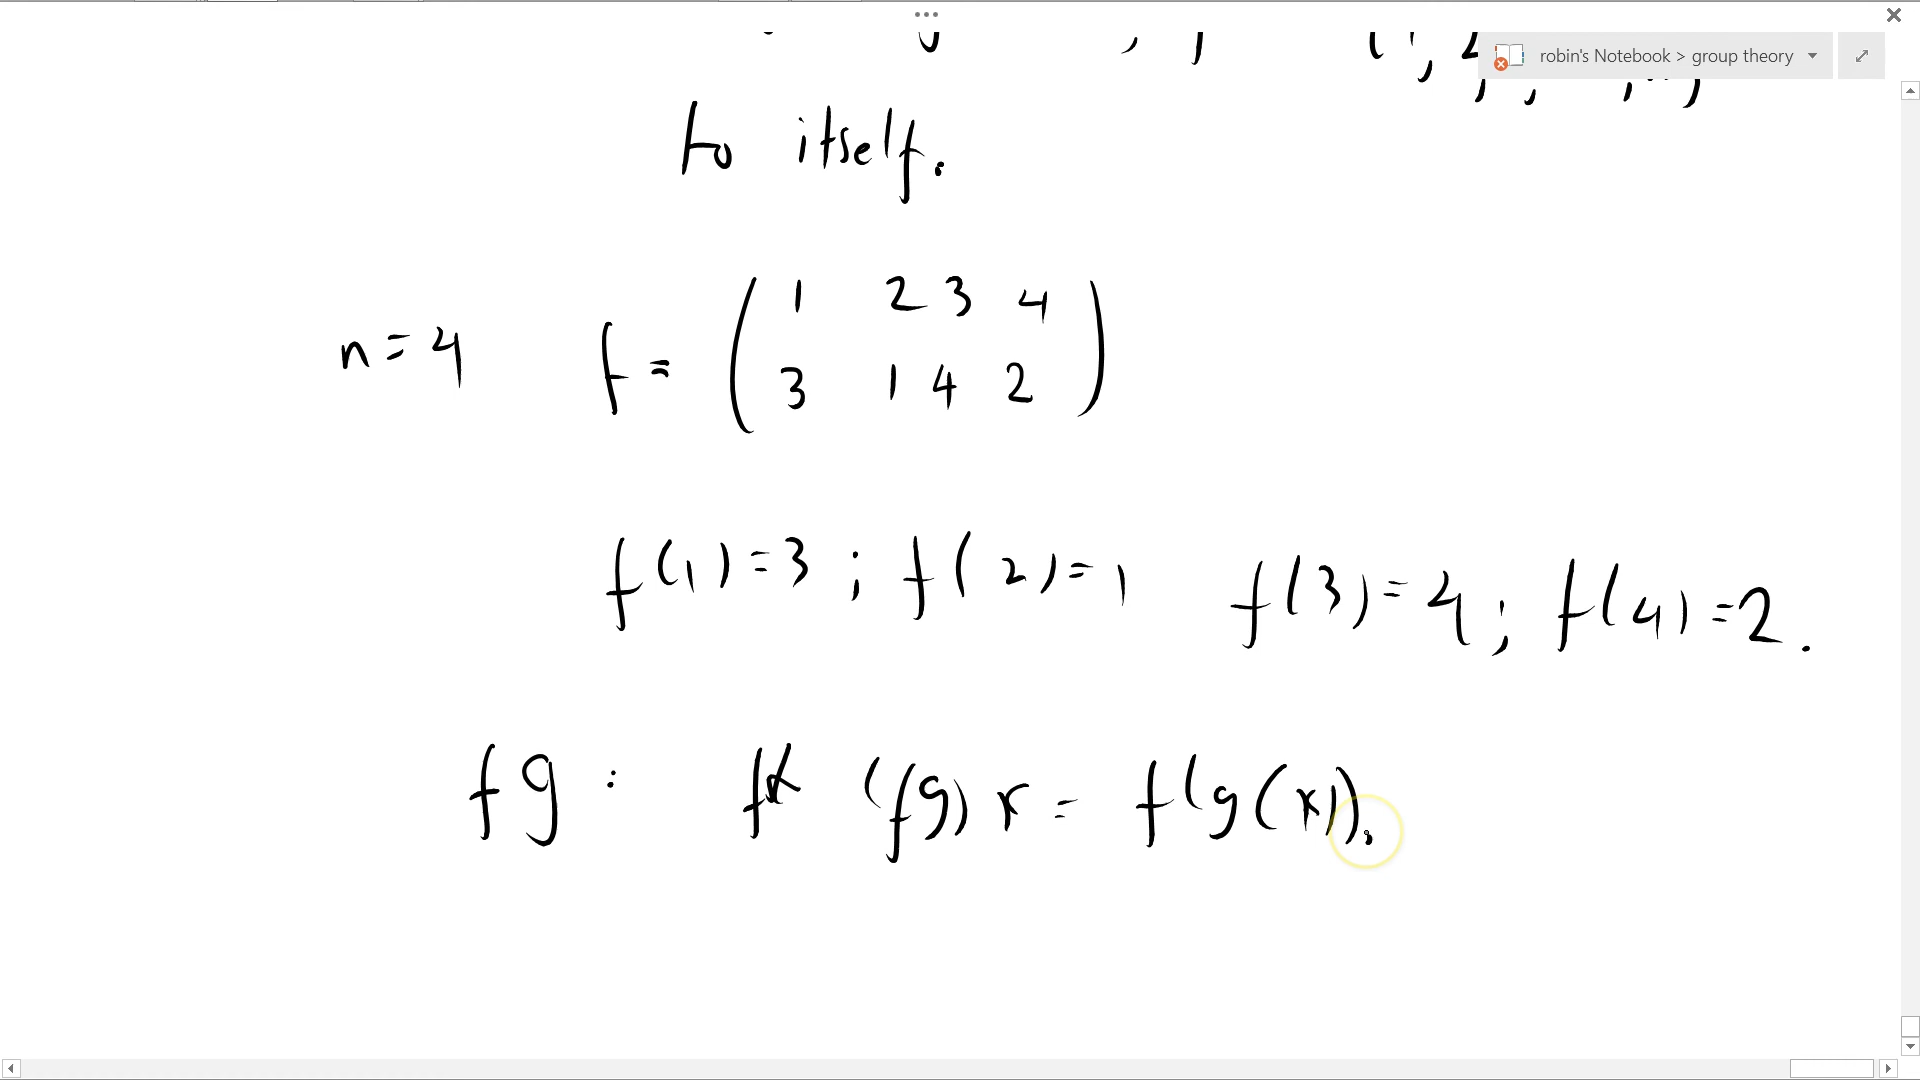 robin's Notebook > group theory
to itself.
1 2 3 4
n=4 f= ( )
3 1 4 2
f(1)=3 ; f(2)=1 f(3)=4; f(4)=2.
fg: (fg)x= f(g(x)).